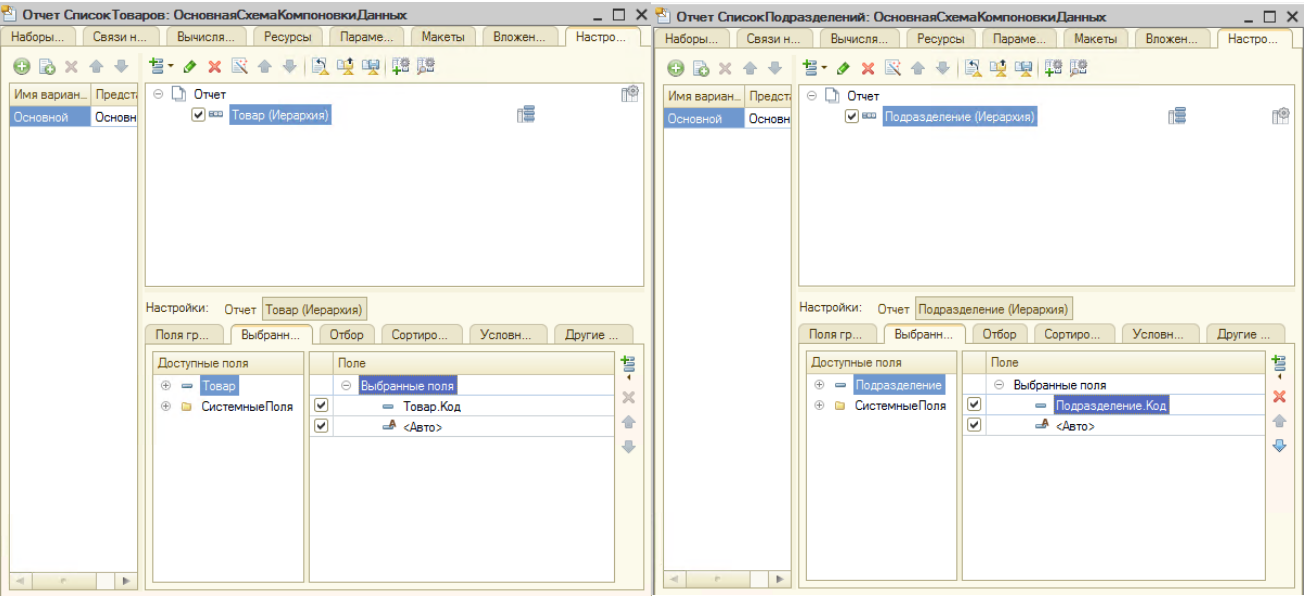 Отчет СписокТоваров: ОсновнаяСхемаКомпоновкиДанных
Наборы... Связи н... Вычисля... Ресурсы Параме... Макеты Вложен... Настро...
Имя вариан... Предста
Основной Основн
Отчет
Товар (Иерархия)
Настройки: Отчет Товар (Иерархия)
Поля гр... Выбранн... Отбор Сортиро... Условн... Другие ...
Доступные поля
Товар
СистемныеПоля
Поле
Выбранные поля
Товар.Код
<Авто>
Отчет СписокПодразделений: ОсновнаяСхемаКомпоновкиДанных
Наборы... Связи н... Вычисля... Ресурсы Параме... Макеты Вложен... Настро...
Имя вариан... Предста
Основной Основн
Отчет
Подразделение (Иерархия)
Настройки: Отчет Подразделение (Иерархия)
Поля гр... Выбранн... Отбор Сортиро... Условн... Другие ...
Доступные поля
Подразделение
СистемныеПоля
Поле
Выбранные поля
Подразделение.Код
<Авто>